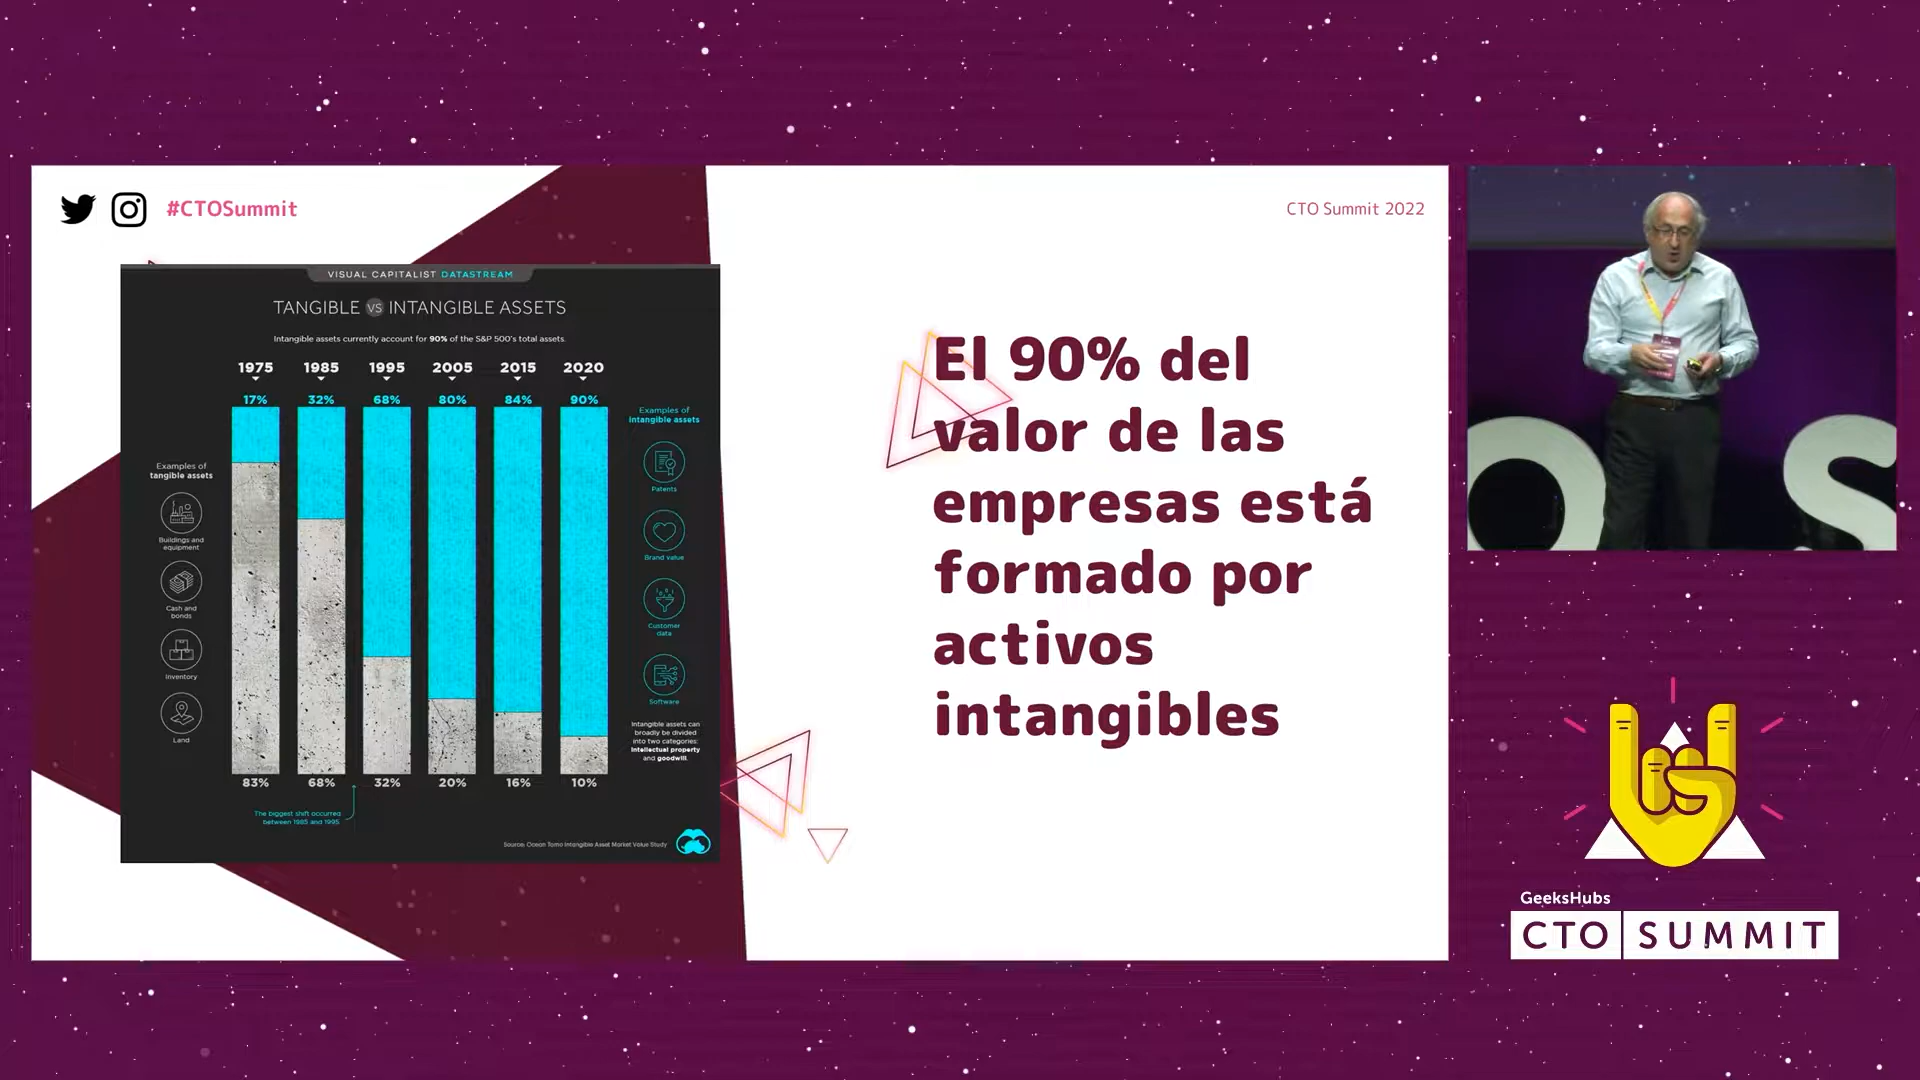 #CTOSummit
CTO Summit 2022
VISUAL CAPITALIST DATASTREAM
TANGIBLE VS INTANGIBLE ASSETS
Intangible assets currently account for 90% of the S&P 500's total assets.
1975 1985 1995 2005 2015 2020
17% 32% 68% 80% 84% 90%
Examples of
tangible assets
Buildings and
equipment
Cash and
bonds
Inventory
Land
83% 68% 32% 20% 16% 10%
The biggest shift occurred
between 1985 and 1995
Examples of
intangible assets
Patents
Brand value
Customer
data
Software
Intangible assets can
broadly be divided
into two categories:
intellectual property
and goodwill.
Source: Ocean Tomo Intangible Asset Market Value Study
El 90% del
valor de las
empresas está
formado por
activos
intangibles
O S
GeeksHubs
CTO SUMMIT